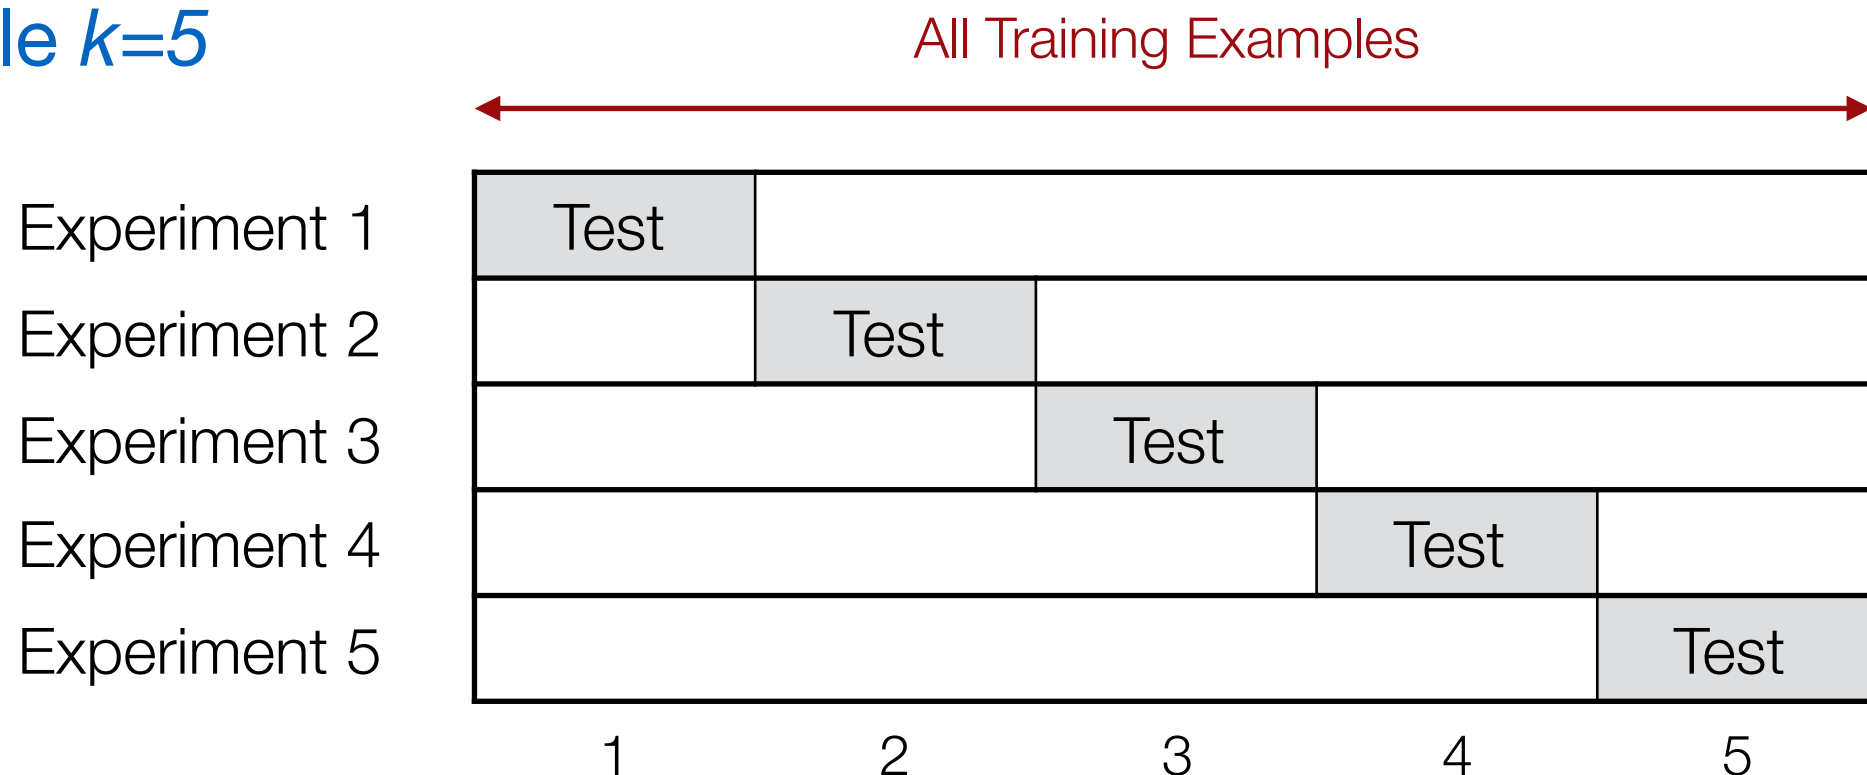 le k=5
All Training Examples
Experiment 1 Test
Experiment 2 Test
Experiment 3 Test
Experiment 4 Test
Experiment 5 Test
1 2 3 4 5